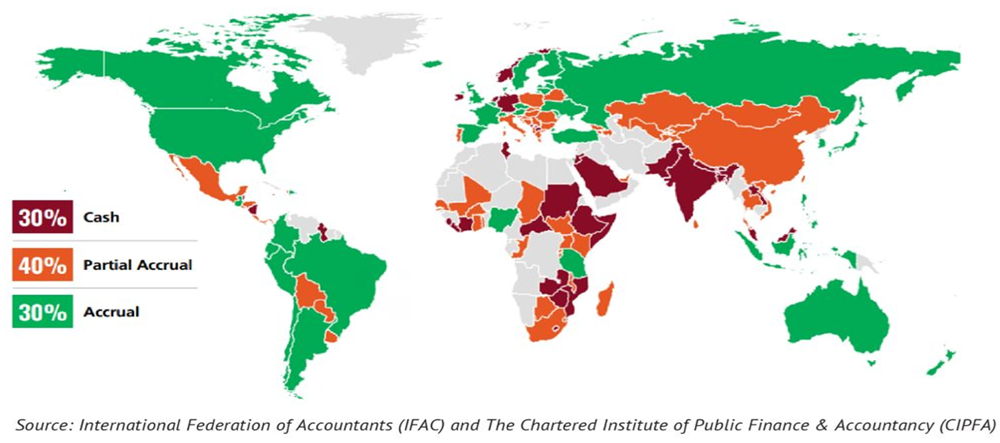 30% Cash
40% Partial Accrual
30% Accrual
Source: International Federation of Accountants (IFAC) and The Chartered Institute of Public Finance & Accountancy (CIPFA)